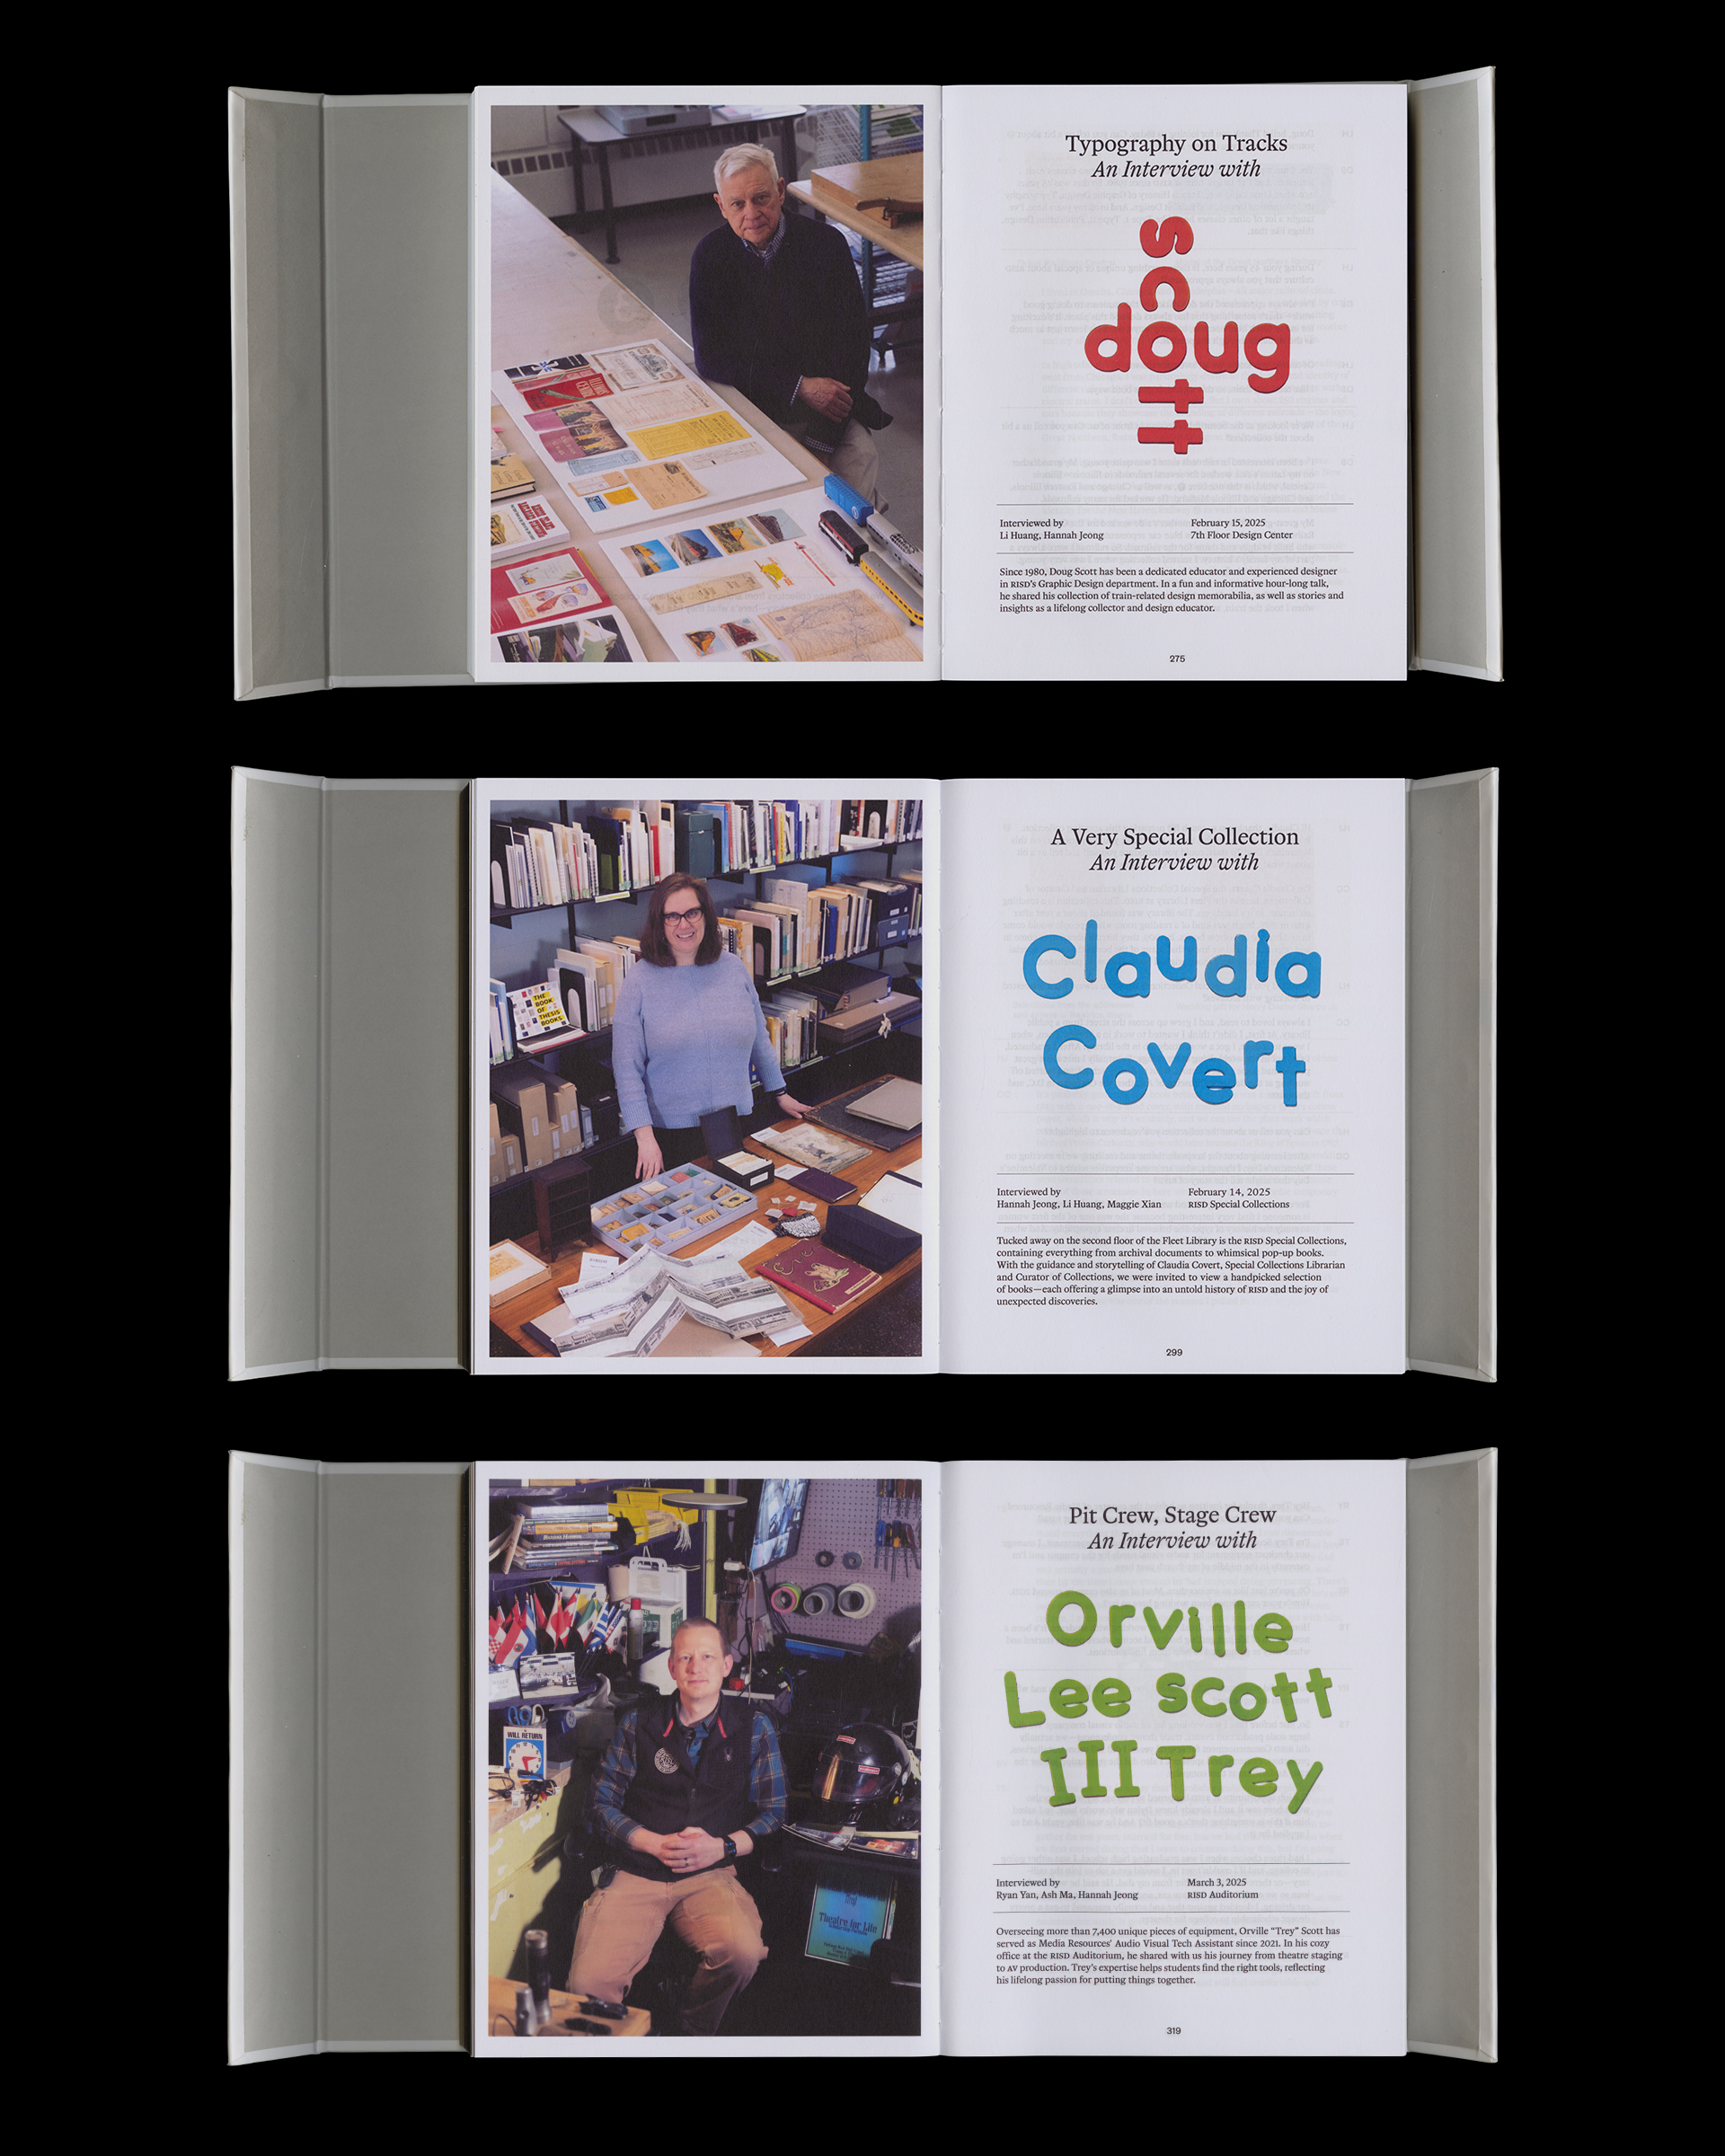 Typography on Tracks
An Interview with
scott
doug
Interviewed by
Li Huang, Hannah Jeong
February 15, 2025
7th Floor Design Center
Since 1980, Doug Scott has been a dedicated educator and experienced designer
in RISD's Graphic Design department. In a fun and informative hour-long talk,
he shared his collection of train-related design memorabilia, as well as stories and
insights as a lifelong collector and design educator.
275
THE
BOOK
OF
THESIS
BOOKS
A Very Special Collection
An Interview with
Claudia
Covert
Interviewed by
Hannah Jeong, Li Huang, Maggie Xian
February 14, 2025
RISD Special Collections
Tucked away on the second floor of the Fleet Library is the RISD Special Collections,
containing everything from archival documents to whimsical pop-up books.
With the guidance and storytelling of Claudia Covert, Special Collections Librarian
and Curator of Collections, we were invited to view a handpicked selection
of books—each offering a glimpse into an untold history of RISD and the joy of
unexpected discoveries.
299
WILL RETURN
Theatre for Life
Pit Crew, Stage Crew
An Interview with
Orville
Lee scott
III Trey
Interviewed by
Ryan Yan, Ash Ma, Hannah Jeong
March 3, 2025
RISD Auditorium
Overseeing more than 7,400 unique pieces of equipment, Orville “Trey” Scott has
served as Media Resources' Audio Visual Tech Assistant since 2021. In his cozy
office at the RISD Auditorium, he shared with us his journey from theatre staging
to AV production. Trey's expertise helps students find the right tools, reflecting
his lifelong passion for putting things together.
319